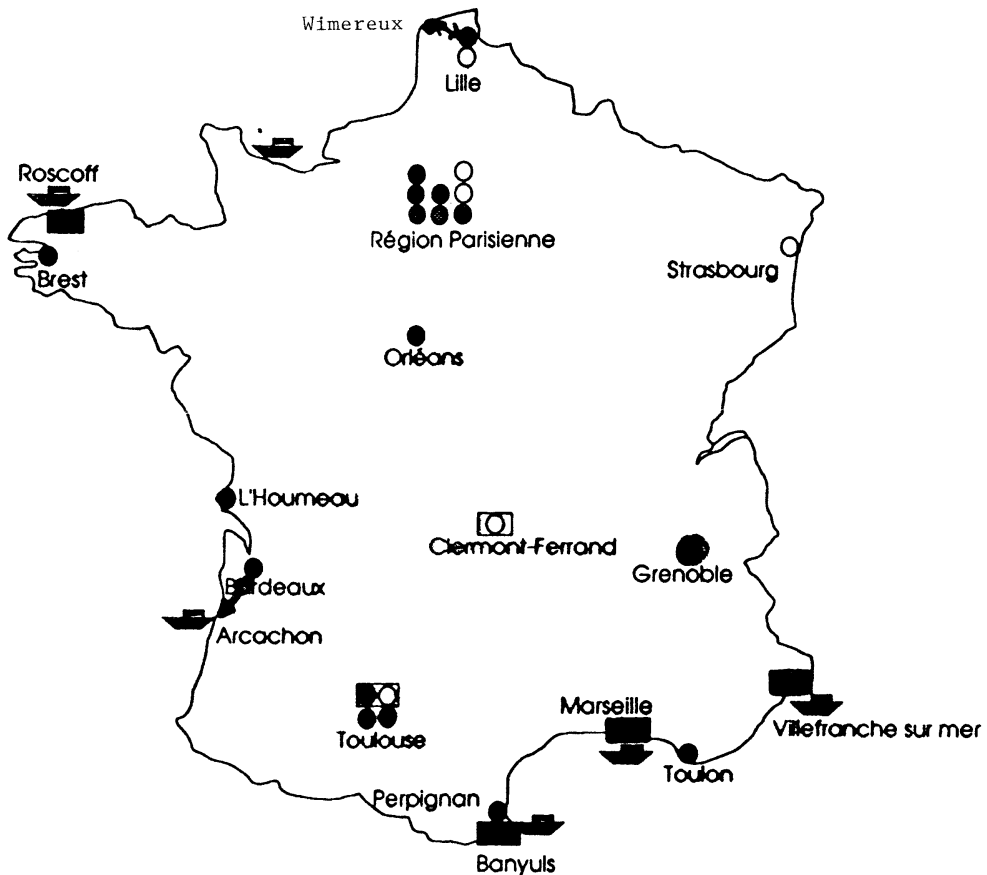 Wimereux
Lille
Roscoff
Région Parisienne
Strasbourg
Brest
Orléans
L'Houmeau
Clermont-Ferrand
Grenoble
Bordeaux
Arcachon
Marseille
Villefranche sur mer
Toulouse
Toulon
Perpignan
Banyuls